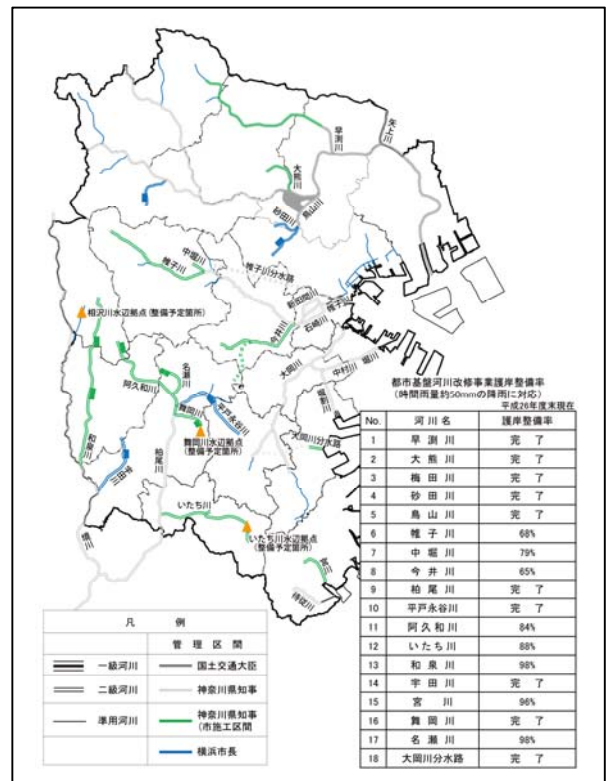 矢上川
早渕川
大熊川
鳥山川
砂田川
中堀川
帷子川
帷子川分水路
新田間川
帷子川
石崎川
今井川
相沢川水辺拠点(整備予定箇所)
大岡川
中村川
堀川
堀割川
名瀬川
阿久和川
舞岡川
平戸永谷川
和泉川
舞岡川水辺拠点
(整備予定箇所)
大岡川分水路
宇田川
柏尾川
いたち川
いたち川水辺拠点
(整備予定箇所)
境川
宮川
侍従川
都市基盤河川改修事業護岸整備率
(時間雨量約50mmの降雨に対応)
平成26年度末現在
No. 河川名 護岸整備率
1 早渕川 完了
2 大熊川 完了
3 梅田川 完了
4 砂田川 完了
5 鳥山川 完了
6 帷子川 68%
7 中堀川 79%
8 今井川 65%
9 柏尾川 完了
10 平戸永谷川 完了
11 阿久和川 84%
12 いたち川 88%
13 和泉川 98%
14 宇田川 完了
15 宮川 96%
16 舞岡川 完了
17 名瀬川 98%
18 大岡川分水路 完了
凡例
管理区間
一級河川 国土交通大臣
二級河川 神奈川県知事
準用河川 神奈川県知事
(市施工区間)
横浜市長